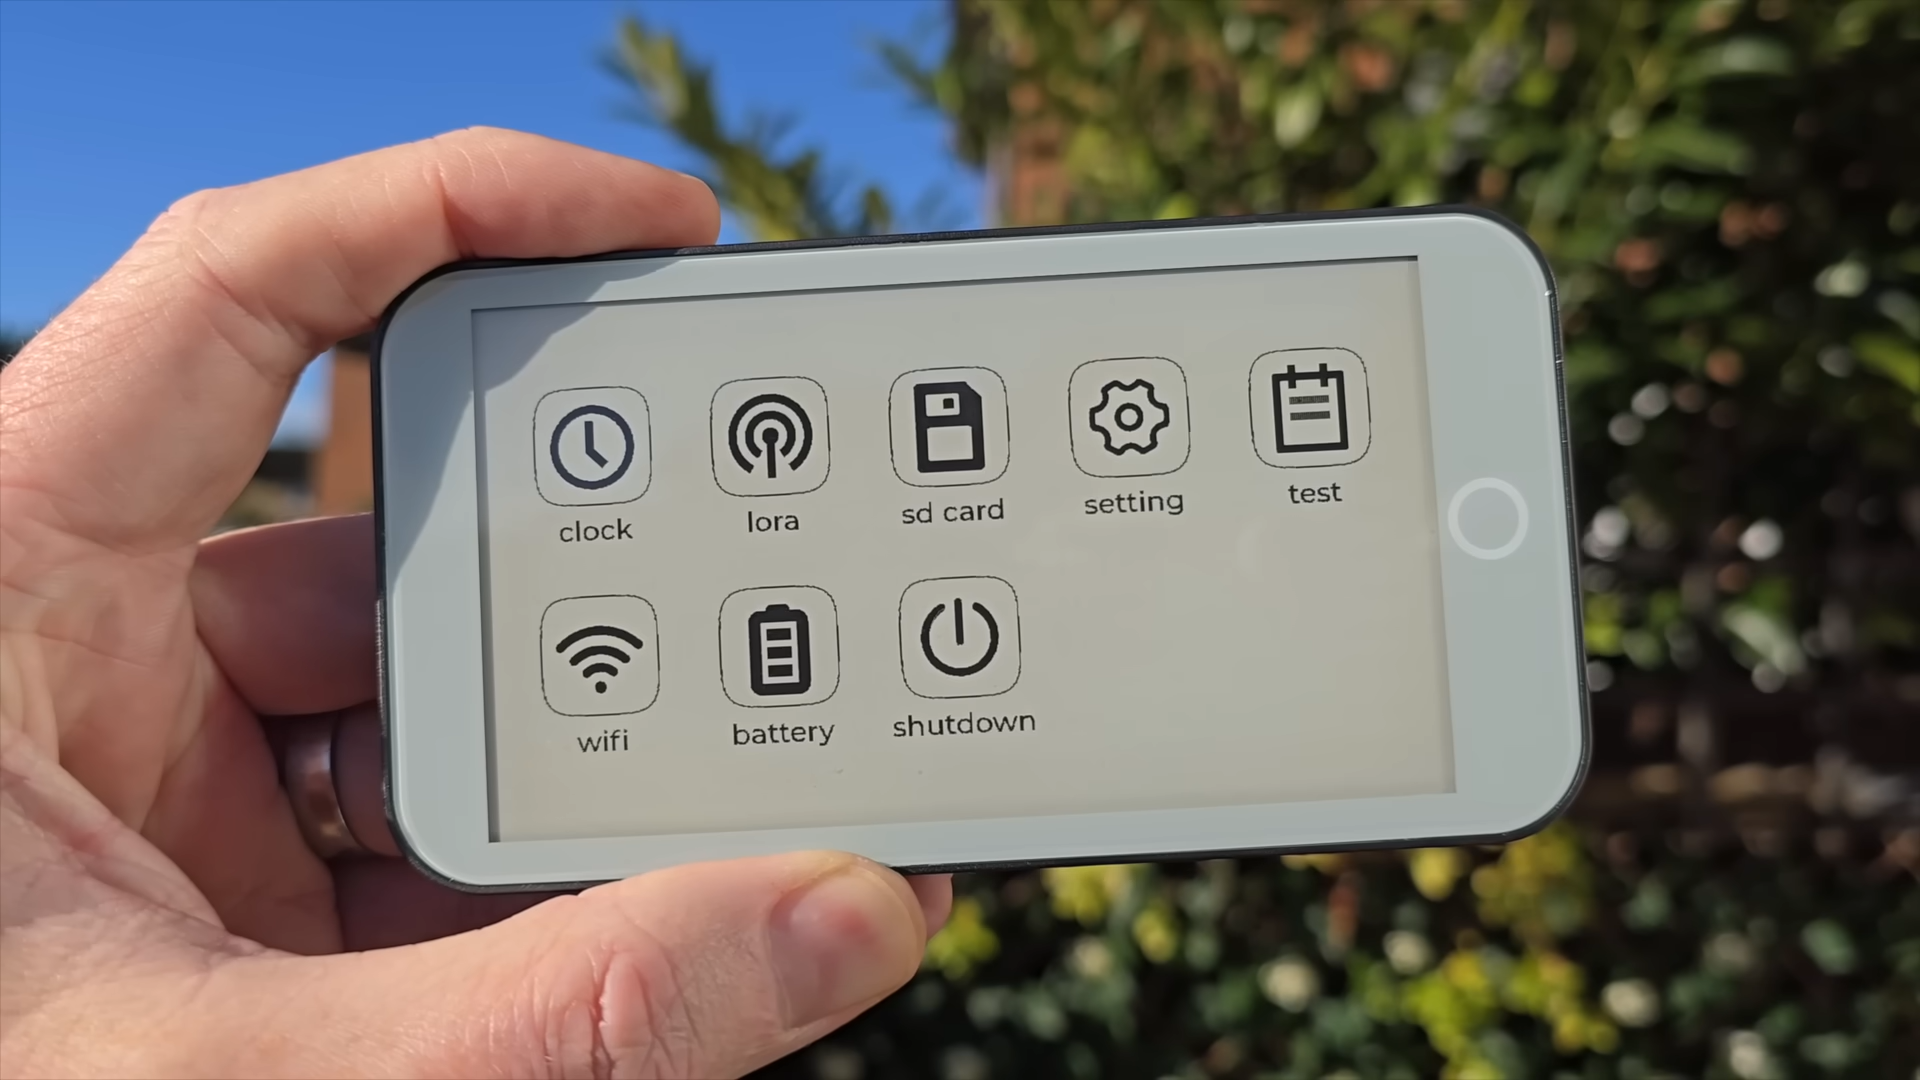 clock
lora
sd card
setting
test
wifi
battery
shutdown